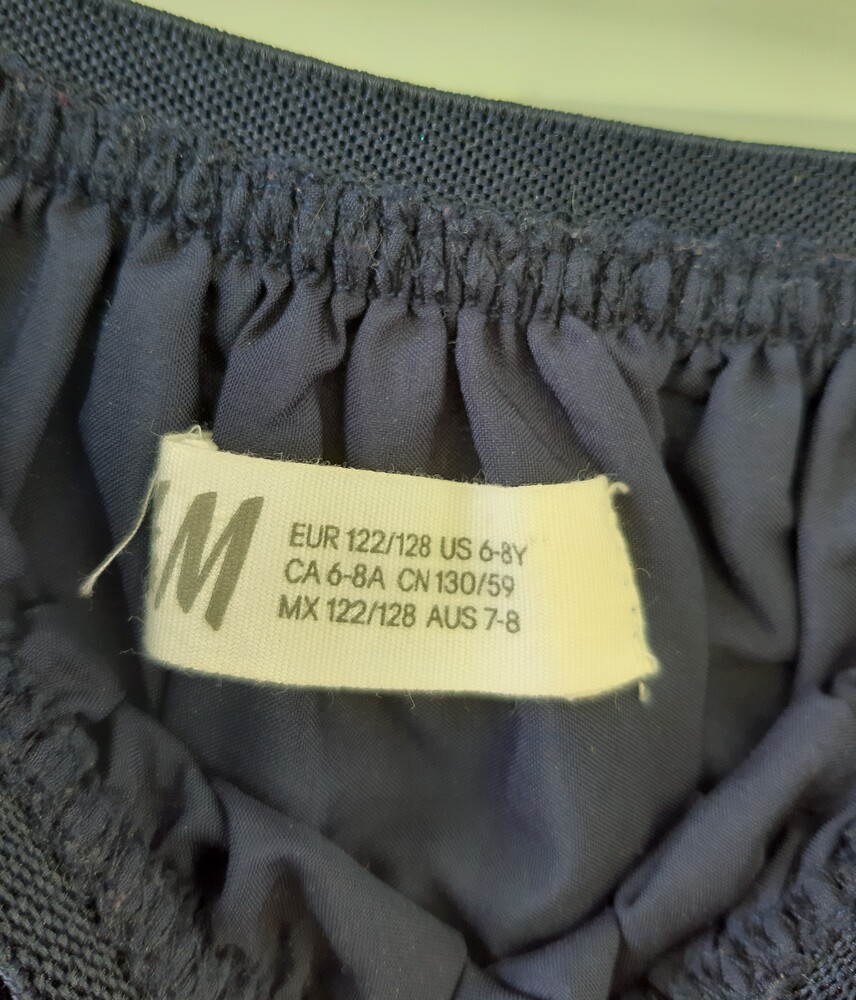 M
EUR 122/128 US 6-8Y
CA 6-8A CN 130/59
MX 122/128 AUS 7-8